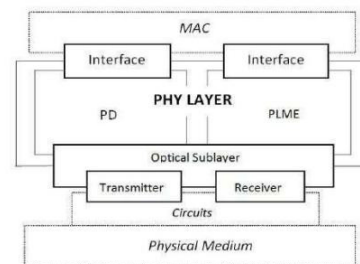 MAC
Interface Interface
PHY LAYER
PD PLME
Optical Sublayer
Transmitter Receiver
Circuits
Physical Medium